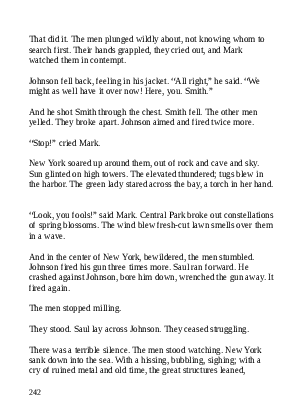 That did it. The men plunged wildly about, not knowing whom to
search first. Their hands grappled, they cried out, and Mark
watched them in contempt.
Johnson fell back, feeling in his jacket. “All right,” he said. “We
might as well have it over now! Here, you. Smith.”
And he shot Smith through the chest. Smith fell. The other men
yelled. They broke apart. Johnson aimed and fired twice more.
“Stop!” cried Mark.
New York soared up around them, out of rock and cave and sky.
Sun glinted on high towers. The elevated thundered; tugs blew in
the harbor. The green lady stared across the bay, a torch in her hand.
“Look, you fools!” said Mark. Central Park broke out constellations
of spring blossoms. The wind blew fresh-cut lawn smells over them
in a wave.
And in the center of New York, bewildered, the men stumbled.
Johnson fired his gun three times more. Saul ran forward. He
crashed against Johnson, bore him down, wrenched the gun away. It
fired again.
The men stopped milling.
They stood. Saul lay across Johnson. They ceased struggling.
There was a terrible silence. The men stood watching. New York
sank down into the sea. With a hissing, bubbling, sighing; with a
cry of ruined metal and old time, the great structures leaned,
242